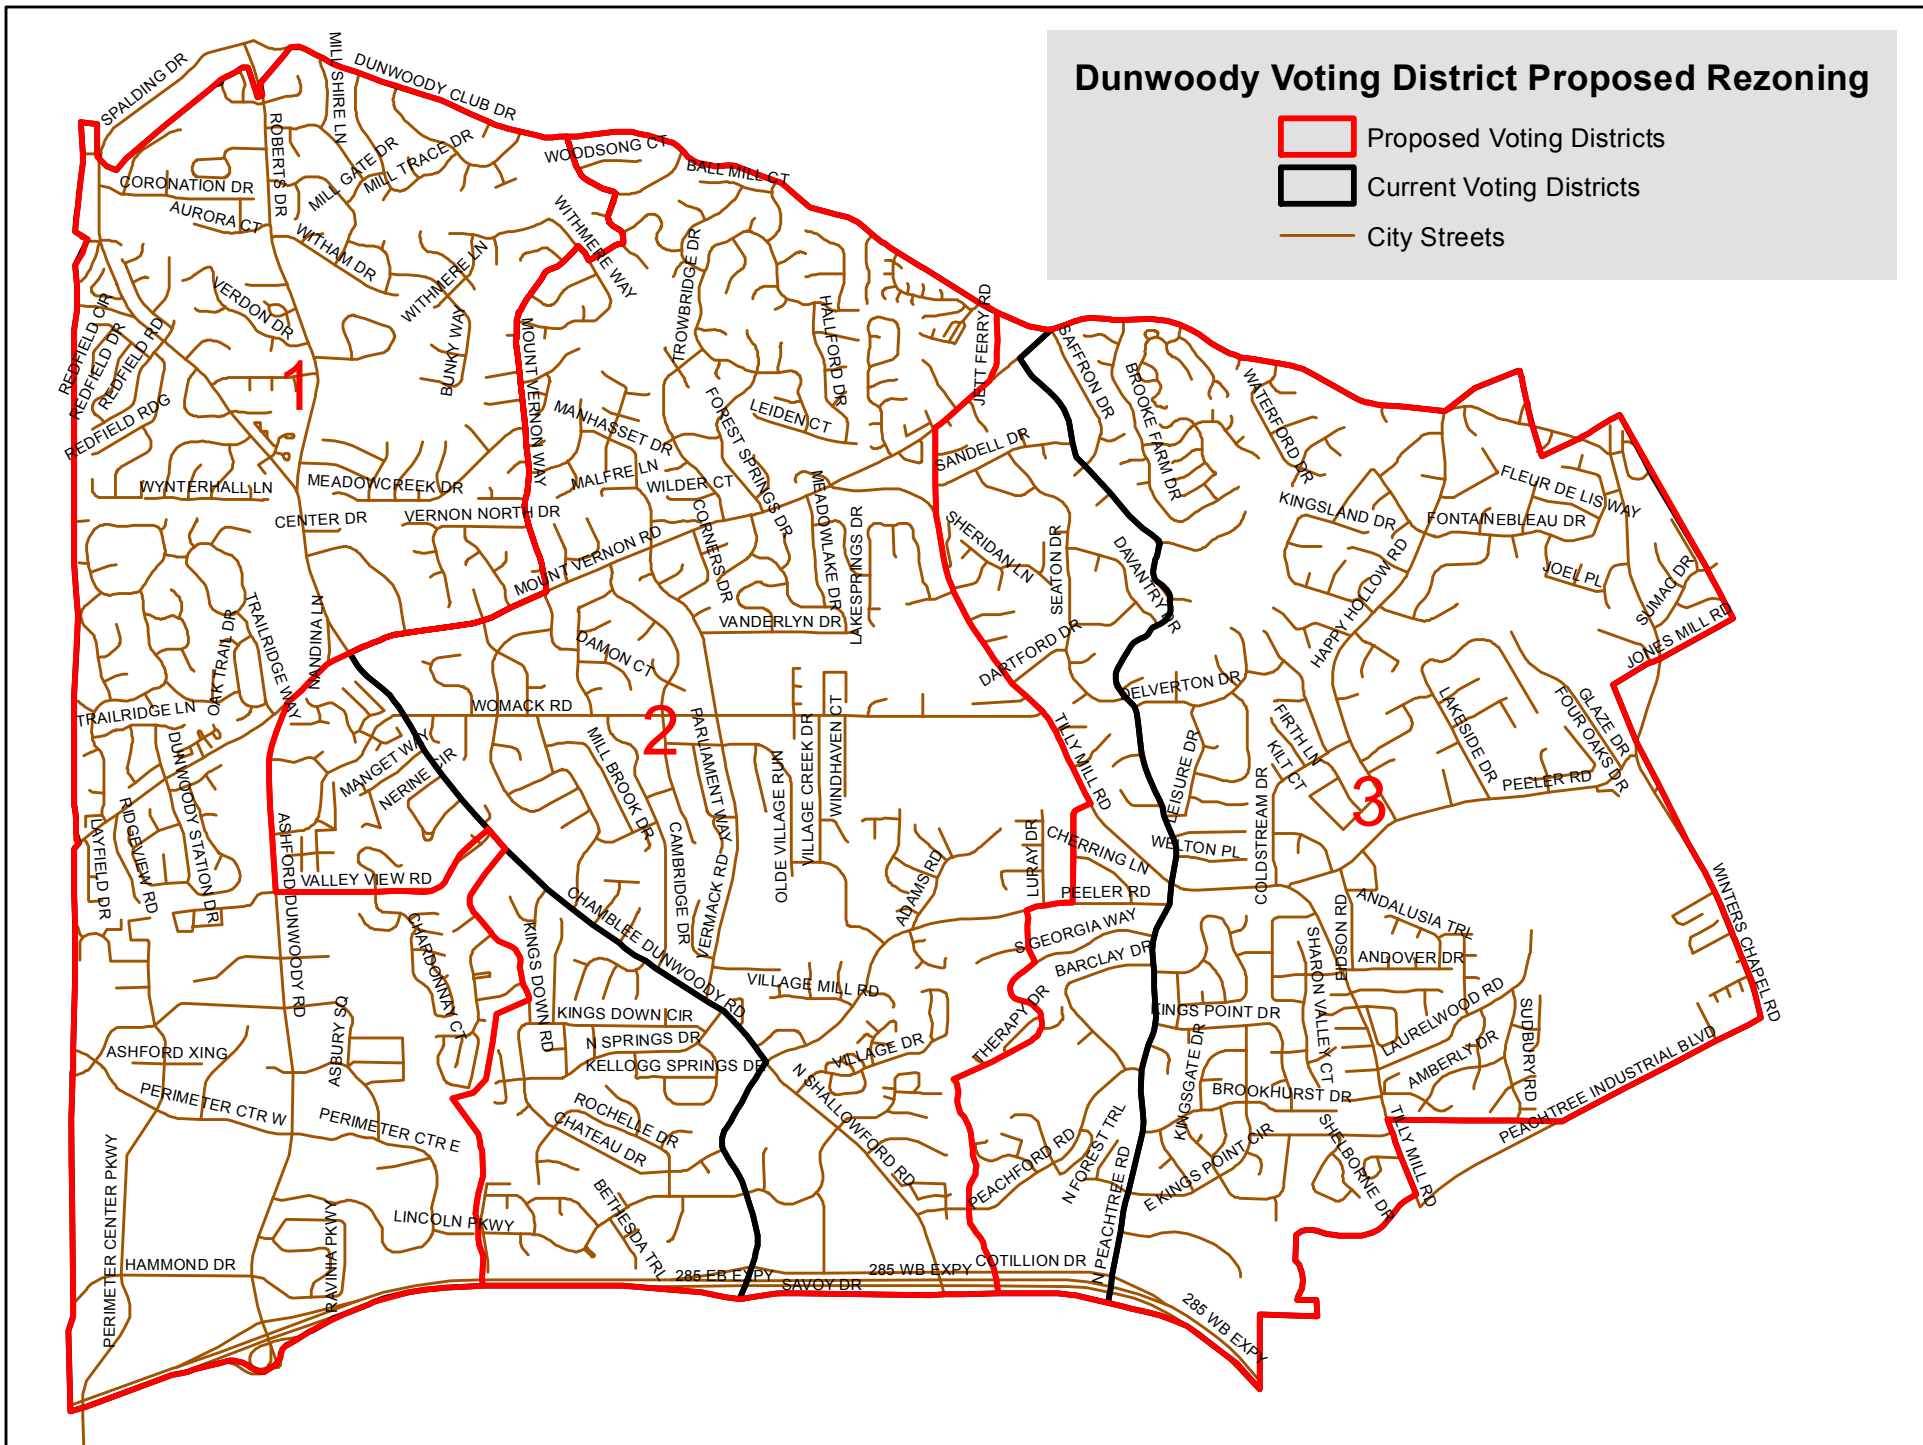 Dunwoody Voting District Proposed Rezoning
Proposed Voting Districts
Current Voting Districts
City Streets
SPALDING DR
MILL SHIRE LN
DUNWOODY CLUB DR
ROBERTS DR
MILL GATE DR
MILL TRACE DR
WOODSONG CT
BALL MILL CT
CORONATION DR
AURORA CT
WITHAM DR
WITHMERE LN
WITHMERE WAY
TROWBRIDGE DR
VERDON DR
BUNKY WAY
MOUNT VERNON WAY
HALLFORD DR
JETT FERRY RD
SAFFRON DR
BROOKE FARM DR
WATERFORD DR
REDFIELD CIR
REDFIELD DR
REDFIELD RD
REDFIELD RDG
1
MANHASSET DR
FOREST SPRINGS DR
LEIDEN CT
SANDELL DR
WYNTERHALL LN
MEADOWCREEK DR
MALFRE LN
WILDER CT
CENTER DR
VERNON NORTH DR
CORNERS DR
MEADOWLAKE DR
LAKESPRINGS DR
SHERIDAN LN
SEATON DR
DAVANTRY DR
KINGSLAND DR
FLEUR DE LIS WAY
FONTAINEBLEAU DR
JOEL PL
SUMAC DR
JONES MILL RD
HAPPY HOLLOW RD
MOUNT VERNON RD
VANDERLYN DR
DAMON CT
DARTFORD DR
DELVERTON DR
NANDINA LN
TRAILRIDGE WAY
OAK TRAIL DR
TRAILRIDGE LN
DUNWOODY STATION DR
WOMACK RD
2
PARLIAMENT WAY
MILL BROOK DR
MANGET WAY
NERINE CIR
OLDE VILLAGE RUN
VILLAGE CREEK DR
WINDHAVEN CT
TILLY MILL RD
LEISURE DR
FIRTH LN
KILT CT
COLDSTREAM DR
LAKESIDE DR
GLAZE DR
FOUR OAKS DR
PEELER RD
3
LAYFIELD DR
RIDGEVIEW RD
ASHFORD DUNWOODY RD
VALLEY VIEW RD
CAMBRIDGE DR
VERMACK RD
ADAMS RD
LURAY DR
CHERRING LN
WELTON PL
PEELER RD
WINTERS CHAPEL RD
CHARDONNAY CT
KINGS DOWN RD
CHAMBLEE DUNWOODY RD
S GEORGIA WAY
BARCLAY DR
SHARON VALLEY CT
EIDSON RD
ANDALUSIA TRL
ANDOVER DR
VILLAGE MILL RD
KINGS DOWN CIR
N SPRINGS DR
KELLOGG SPRINGS DR
VILLAGE DR
THERAPY DR
KINGS POINT DR
LAURELWOOD RD
AMBERLY DR
SUDBURY RD
PEACHTREE INDUSTRIAL BLVD
ASHFORD XING
ASBURY SQ
PERIMETER CTR W
PERIMETER CTR E
ROCHELLE DR
CHATEAU DR
N SHALLOWFORD RD
PEACHFORD RD
N FOREST TRL
KINGSGATE DR
BROOKHURST DR
E KINGS POINT CIR
SHELBORNE DR
TILLY MILL RD
PERIMETER CENTER PKWY
HAMMOND DR
RAVINIA PKWY
LINCOLN PKWY
BETHESDA TRL
285 EB EXPY
SAVOY DR
285 WB EXPY
COTILLION DR
N PEACHTREE RD
285 WB EXPY